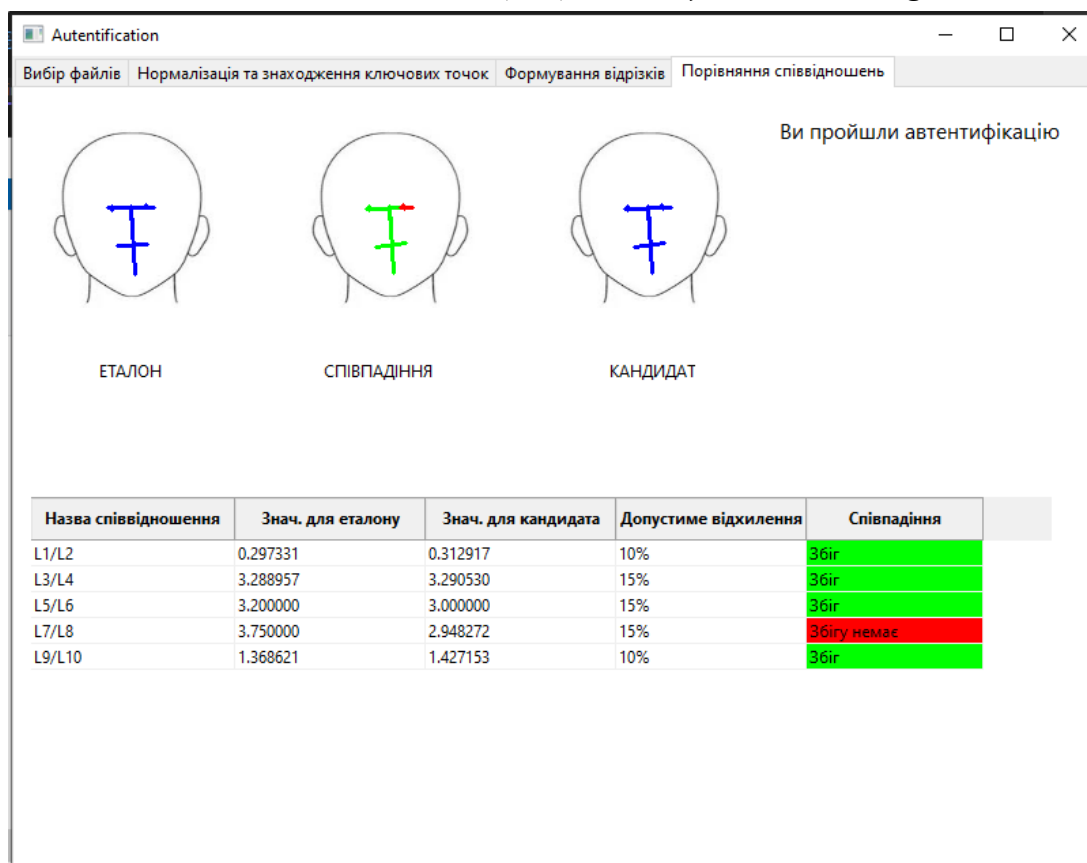 Autentification
Вибір файлів Нормалізація та знаходження ключових точок Формування відрізків Порівняння співвідношень
Ви пройшли автентифікацію
ЕТАЛОН СПІВПАДІННЯ КАНДИДАТ
Назва співвідношення Знач. для еталону Знач. для кандидата Допустиме відхилення Співпадіння
L1/L2 0.297331 0.312917 10% Збіг
L3/L4 3.288957 3.290530 15% Збіг
L5/L6 3.200000 3.000000 15% Збіг
L7/L8 3.750000 2.948272 15% Збігу немає
L9/L10 1.368621 1.427153 10% Збіг